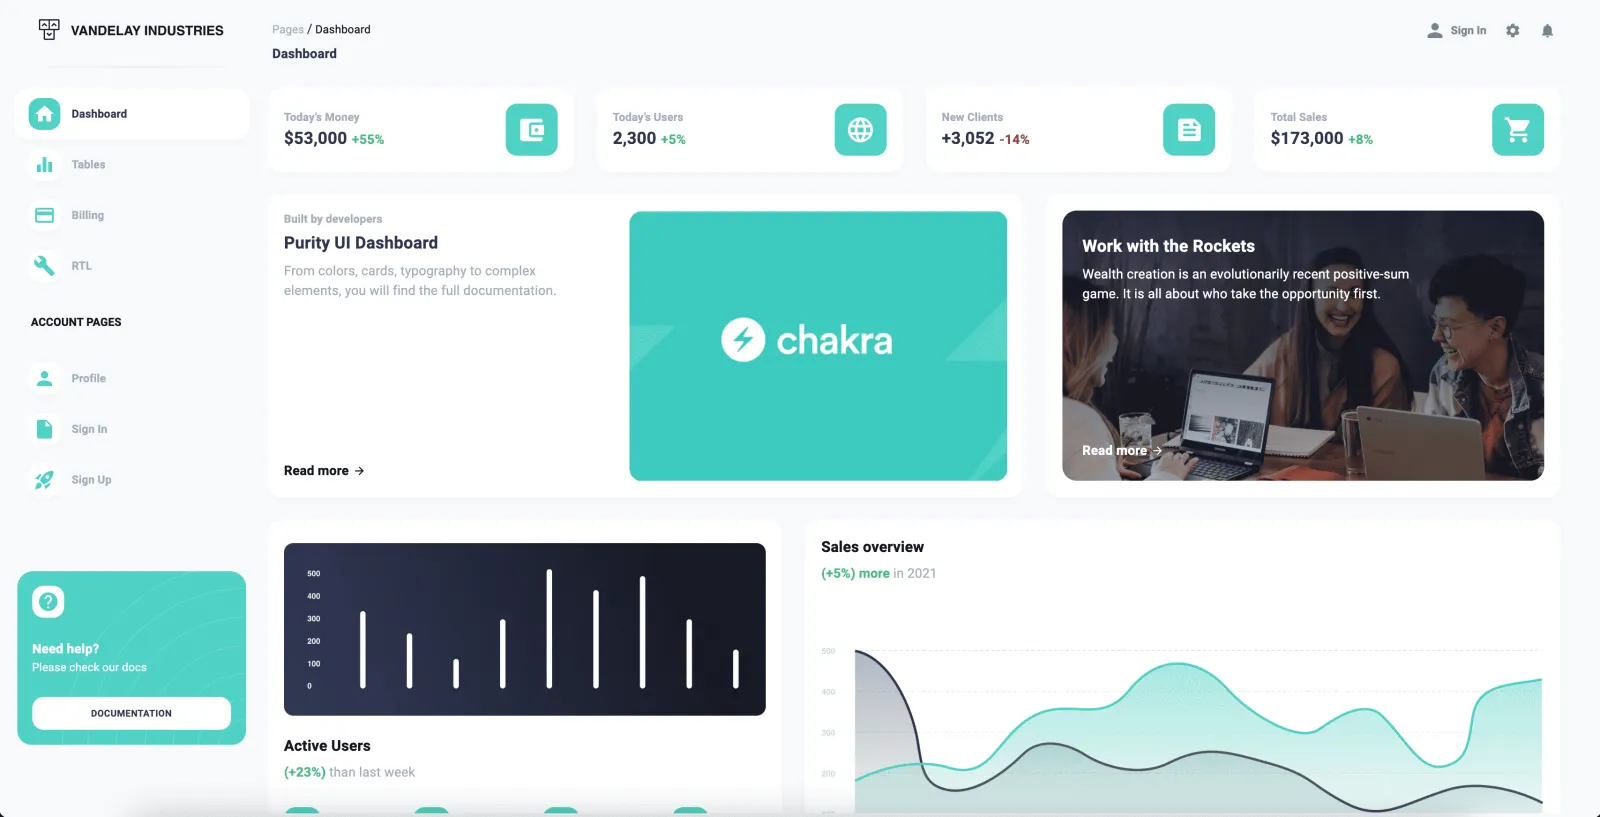 VANDELAY INDUSTRIES
Pages / Dashboard
Dashboard
Sign In
Dashboard
Tables
Billing
RTL
ACCOUNT PAGES
Profile
Sign In
Sign Up
Need help?
Please check our docs
DOCUMENTATION
Today's Money
$53,000 +55%
Today's Users
2,300 +5%
New Clients
+3,052 -14%
Total Sales
$173,000 +8%
Built by developers
Purity UI Dashboard
From colors, cards, typography to complex
elements, you will find the full documentation.
Read more
chakra
Work with the Rockets
Wealth creation is an evolutionarily recent positive-sum
game. It is all about who take the opportunity first.
Read more
500
400
300
200
100
0
Active Users
(+23%) than last week
Sales overview
(+5%) more in 2021
500
400
300
200